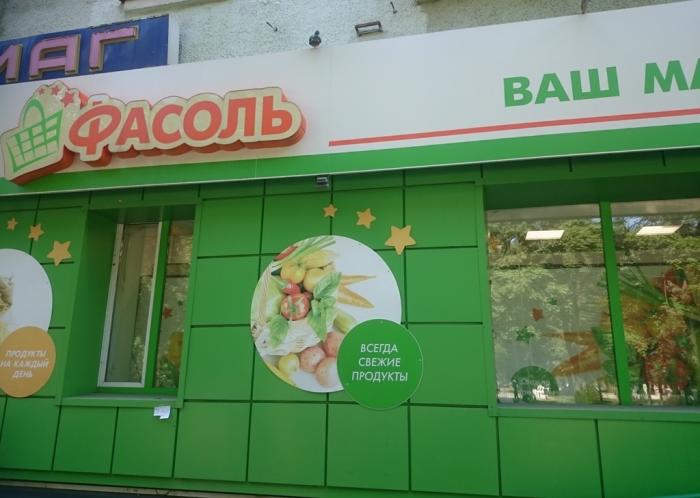 МАГ
ФАСОЛЬ
ВАШ МА
ПРОДУКТЫ
НА КАЖДЫЙ
ДЕНЬ
ВСЕГДА
СВЕЖИЕ
ПРОДУКТЫ